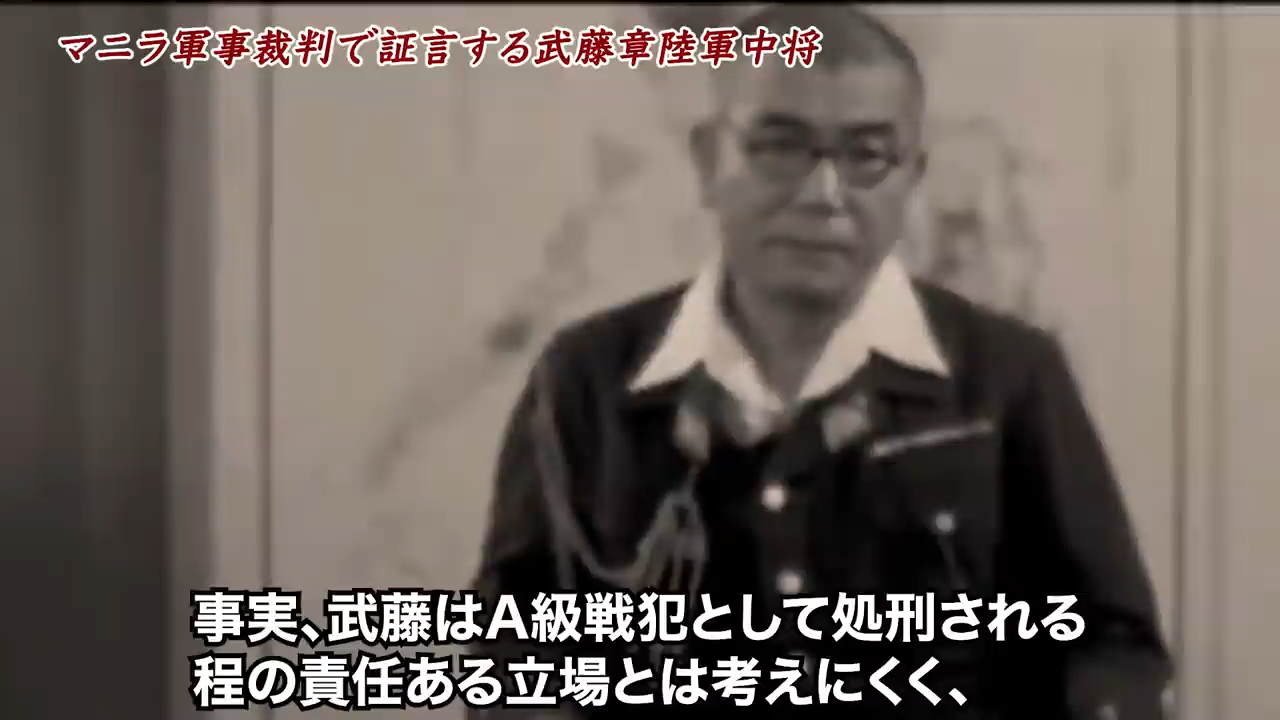 マニラ軍事裁判で証言する武藤章陸軍中将
事実、武藤はA級戦犯として処刑される
程の責任ある立場とは考えにくく、